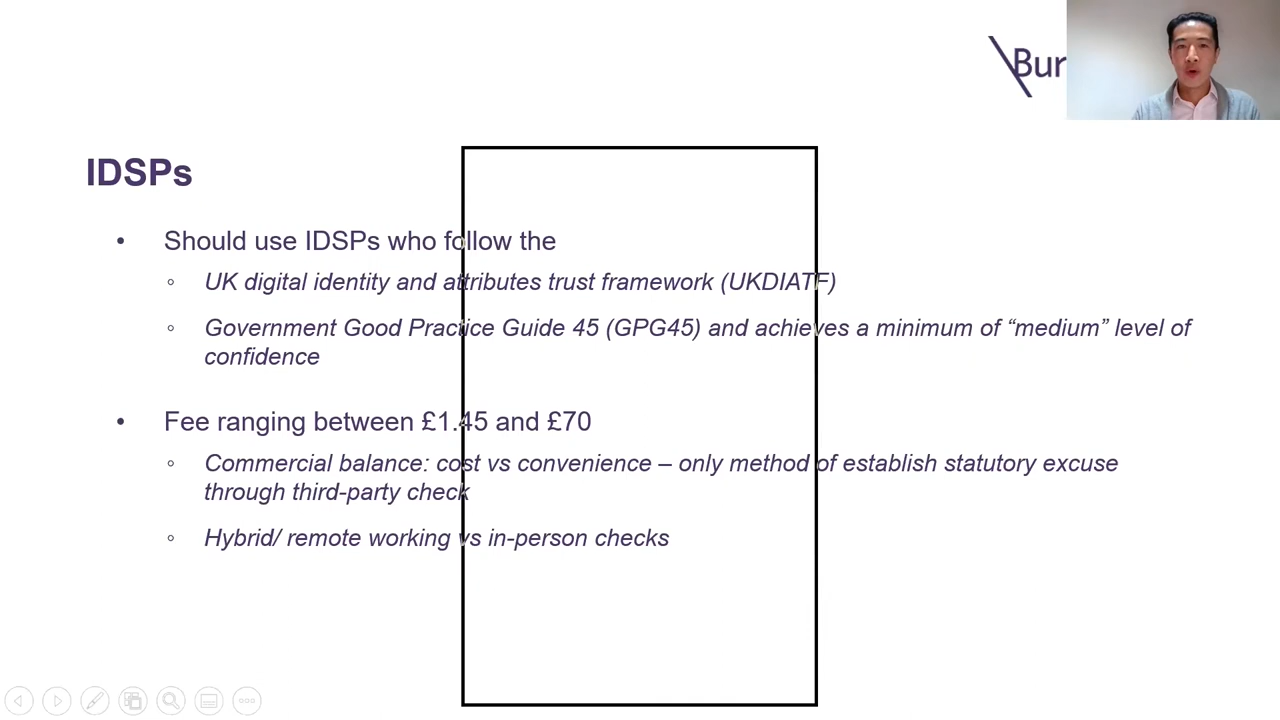 Bur
IDSPs
• Should use IDSPs who follow the
◦ UK digital identity and attributes trust framework (UKDIATF)
◦ Government Good Practice Guide 45 (GPG45) and achieves a minimum of “medium” level of
confidence
• Fee ranging between £1.45 and £70
◦ Commercial balance: cost vs convenience – only method of establish statutory excuse
through third-party check
◦ Hybrid/ remote working vs in-person checks